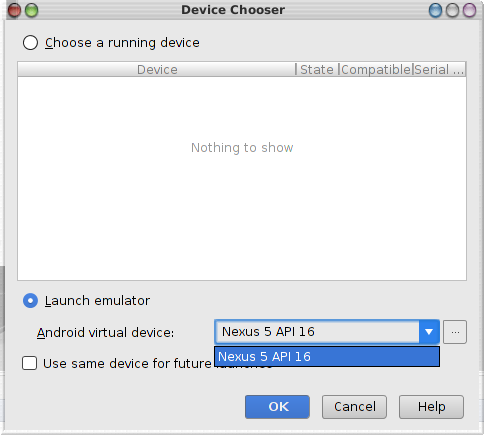 Device Chooser
Choose a running device
Device State Compatible Serial ...
Nothing to show
Launch emulator
Android virtual device: Nexus 5 API 16 ...
Nexus 5 API 16
Use same device for future
OK Cancel Help